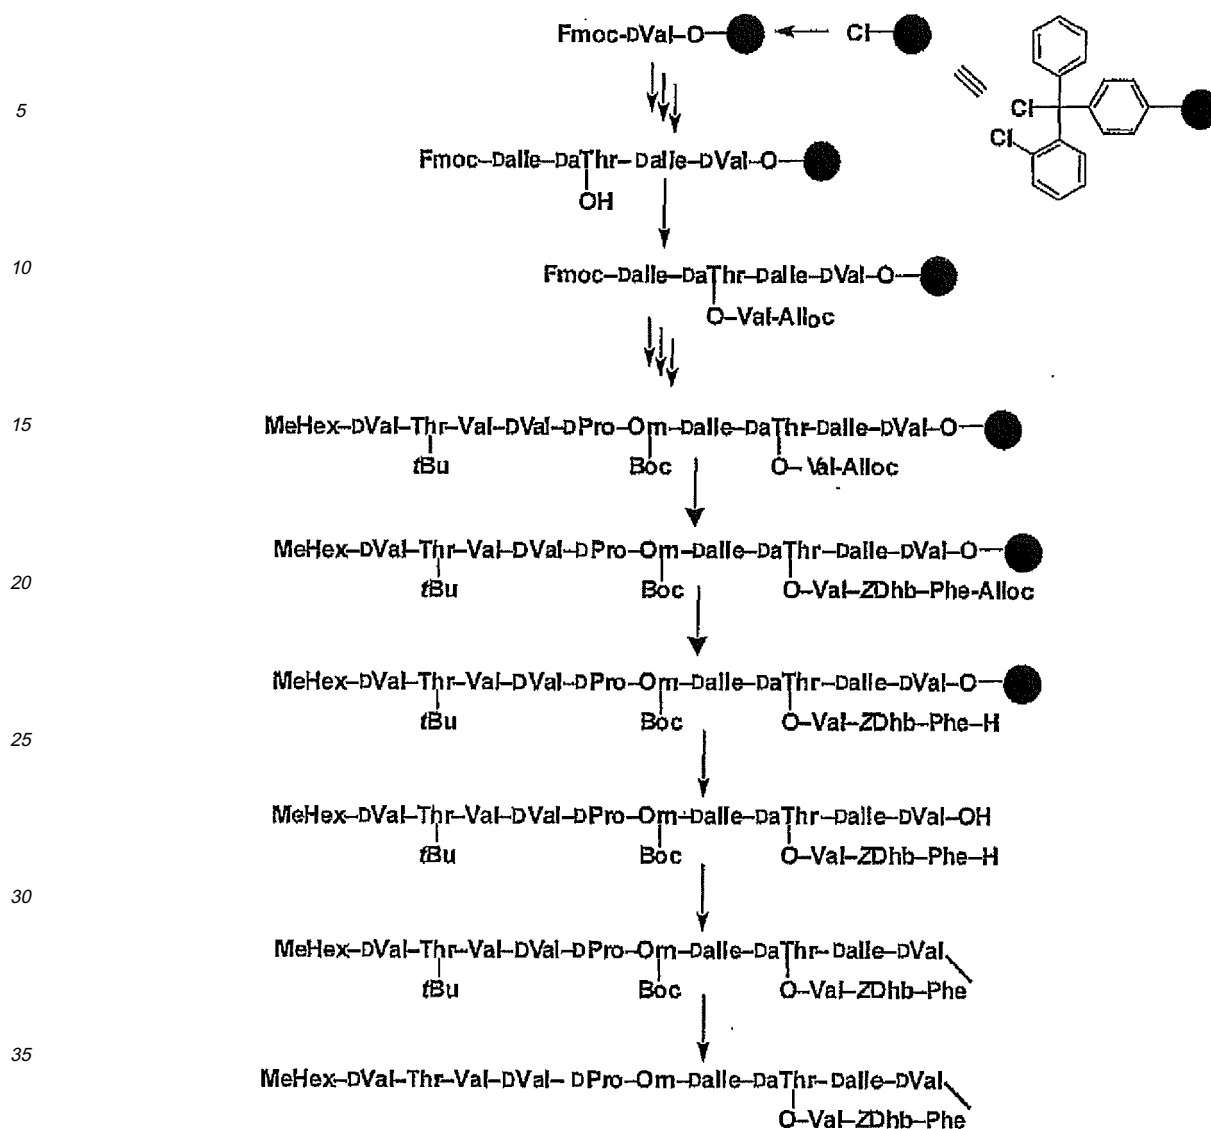 Fmoc-DVal-O Cl
5
Cl
Cl
Fmoc-DaIle-DaThr-DaIle-DVal-O
OH
10
Fmoc-DaIle-DaThr-DaIle-DVal-O
O-Val-Alloc
15
MeHex-DVal-Thr-Val-DVal-DPro-Orn-DaIle-DaThr-DaIle-DVal-O
tBu Boc O-Val-Alloc
MeHex-DVal-Thr-Val-DVal-DPro-Orn-DaIle-DaThr-DaIle-DVal-O
20
tBu Boc O-Val-ZDhb-Phe-Alloc
MeHex-DVal-Thr-Val-DVal-DPro-Orn-DaIle-DaThr-DaIle-DVal-O
tBu Boc O-Val-ZDhb-Phe-H
25
MeHex-DVal-Thr-Val-DVal-DPro-Orn-DaIle-DaThr-DaIle-DVal-OH
tBu Boc O-Val-ZDhb-Phe-H
30
MeHex-DVal-Thr-Val-DVal-DPro-Orn-DaIle-DaThr-DaIle-DVal
tBu Boc O-Val-ZDhb-Phe
35
MeHex-DVal-Thr-Val-DVal-DPro-Orn-DaIle-DaThr-DaIle-DVal
O-Val-ZDhb-Phe